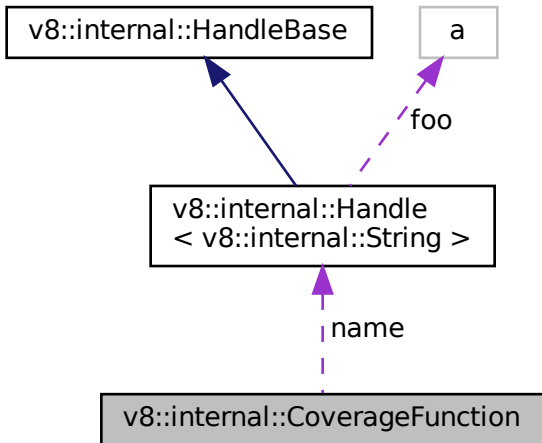 v8::internal::HandleBase
a
foo
v8::internal::Handle
< v8::internal::String >
name
v8::internal::CoverageFunction